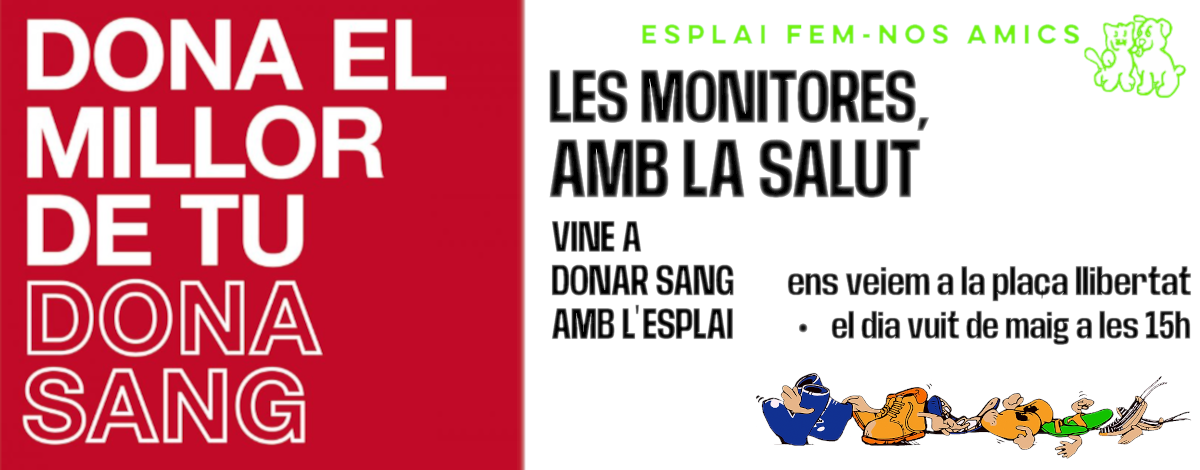 DONA EL
MILLOR
DE TU
DONA
SANG
ESPLAI FEM-NOS AMICS
LES MONITORES,
AMB LA SALUT
VINE A
DONAR SANG
AMB L'ESPLAI
ens veiem a la plaça llibertat
• el dia vuit de maig a les 15h